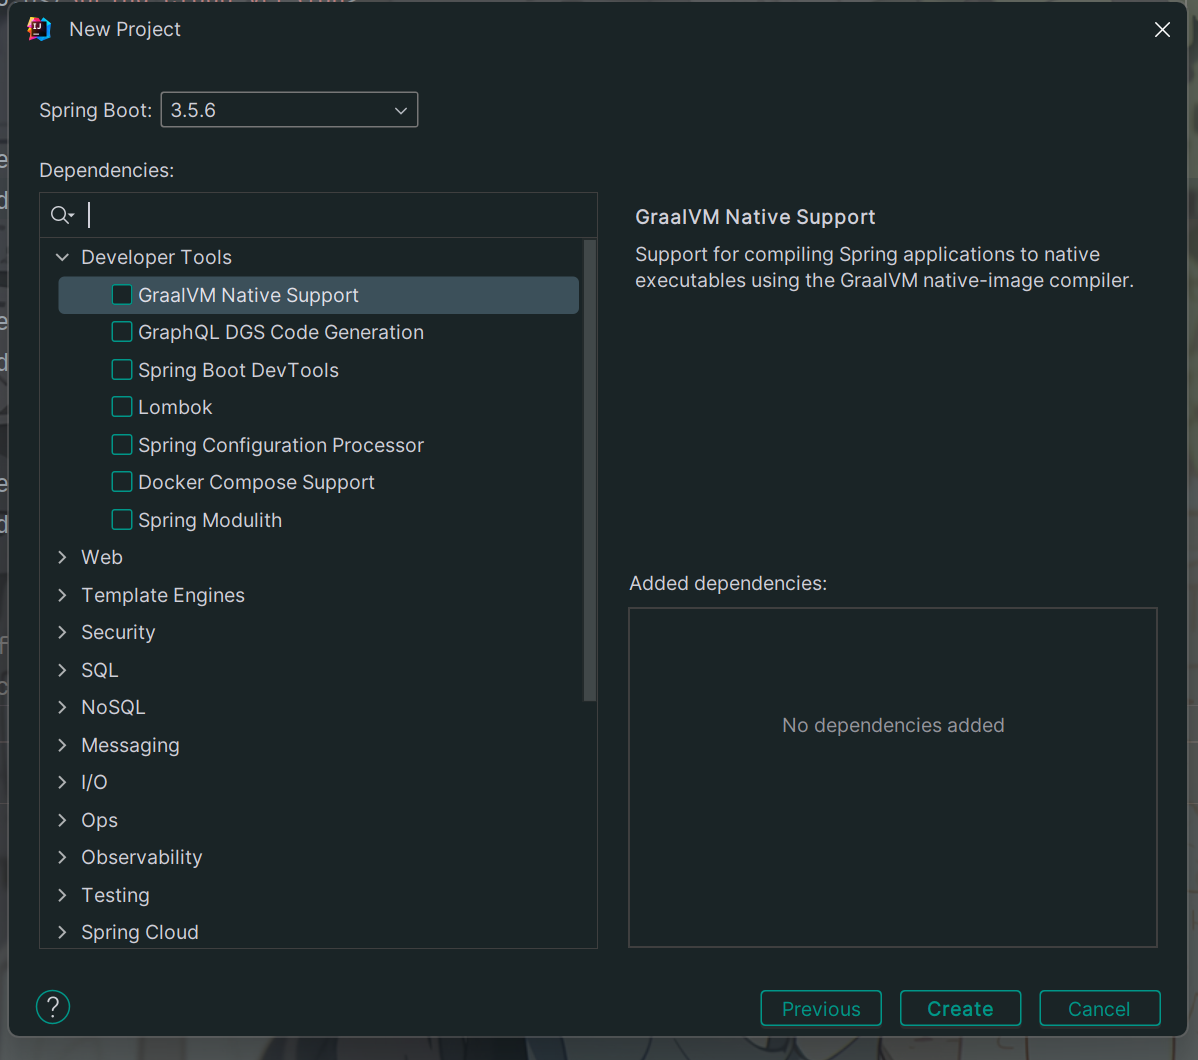 New Project
Spring Boot: 3.5.6
Dependencies:
Developer Tools
GraalVM Native Support
GraphQL DGS Code Generation
Spring Boot DevTools
Lombok
Spring Configuration Processor
Docker Compose Support
Spring Modulith
Web
Template Engines
Security
SQL
NoSQL
Messaging
I/O
Ops
Observability
Testing
Spring Cloud
GraalVM Native Support
Support for compiling Spring applications to native
executables using the GraalVM native-image compiler.
Added dependencies:
No dependencies added
?
Previous
Create
Cancel